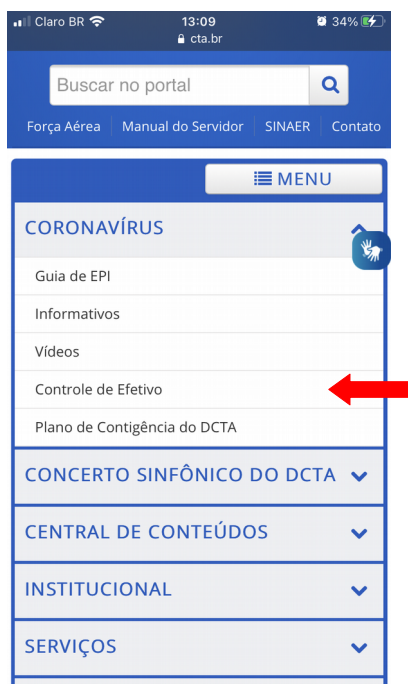 Claro BR 13:09 34%
cta.br
Buscar no portal
Força Aérea Manual do Servidor SINAER Contato
MENU
CORONAVÍRUS
Guia de EPI
Informativos
Vídeos
Controle de Efetivo
Plano de Contigência do DCTA
CONCERTO SINFÔNICO DO DCTA
CENTRAL DE CONTEÚDOS
INSTITUCIONAL
SERVIÇOS